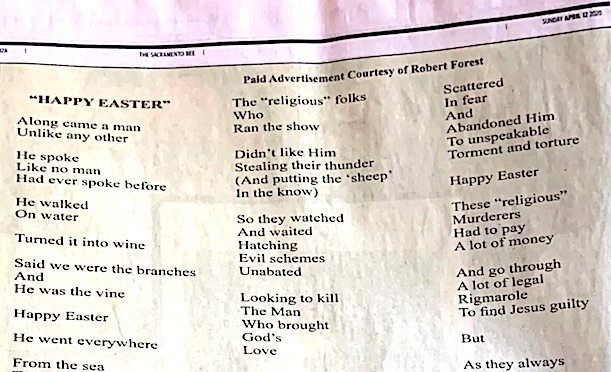 THE SACRAMENTO BEE
SUNDAY APRIL 12 2020
Paid Advertisement Courtesy of Robert Forest
“HAPPY EASTER”
Along came a man
Unlike any other
He spoke
Like no man
Had ever spoke before
He walked
On water
Turned it into wine
Said we were the branches
And
He was the vine
Happy Easter
He went everywhere
From the sea
The “religious” folks
Who
Ran the show
Didn’t like Him
Stealing their thunder
(And putting the ‘sheep’
In the know)
So they watched
And waited
Hatching
Evil schemes
Unabated
Looking to kill
The Man
Who brought
God’s
Love
Scattered
In fear
And
Abandoned Him
To unspeakable
Torment and torture
Happy Easter
These “religious”
Murderers
Had to pay
A lot of money
And go through
A lot of legal
Rigmarole
To find Jesus guilty
But
As they always